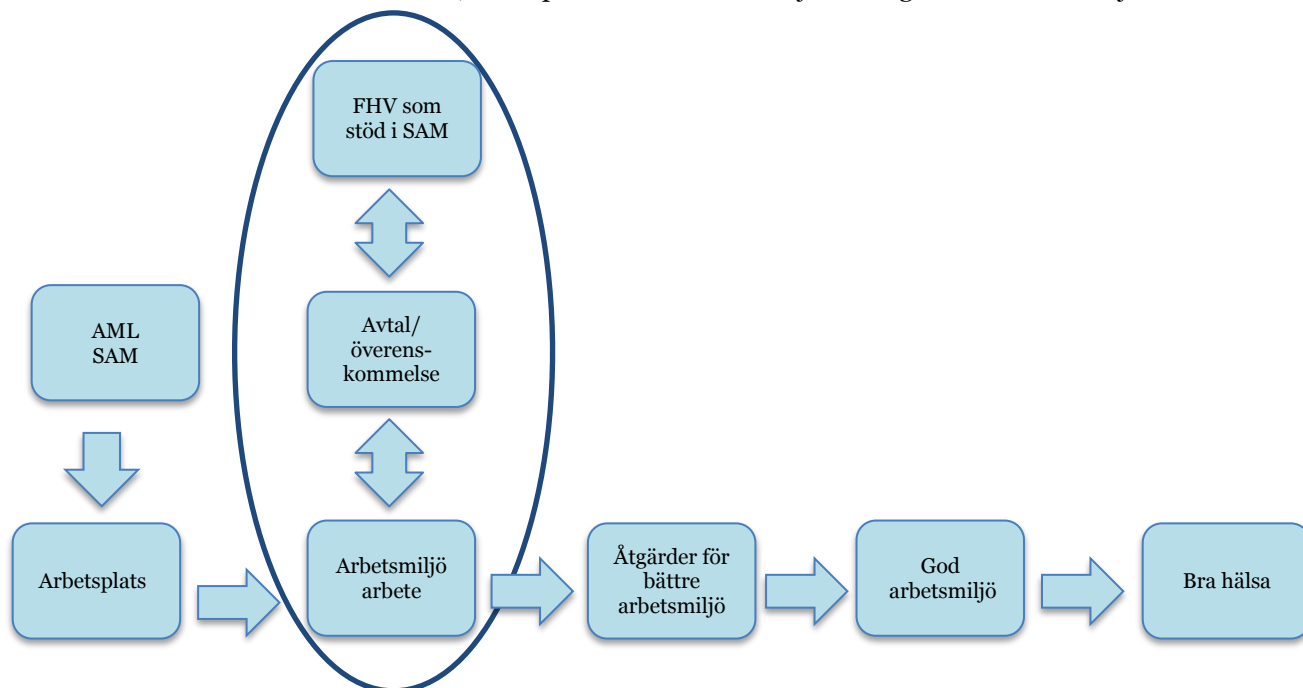 FHV som
stöd i SAM
AML
SAM
Avtal/
överens-
kommelse
Arbetsplats
Arbetsmiljö
arbete
Åtgärder för
bättre
arbetsmiljö
God
arbetsmiljö
Bra hälsa